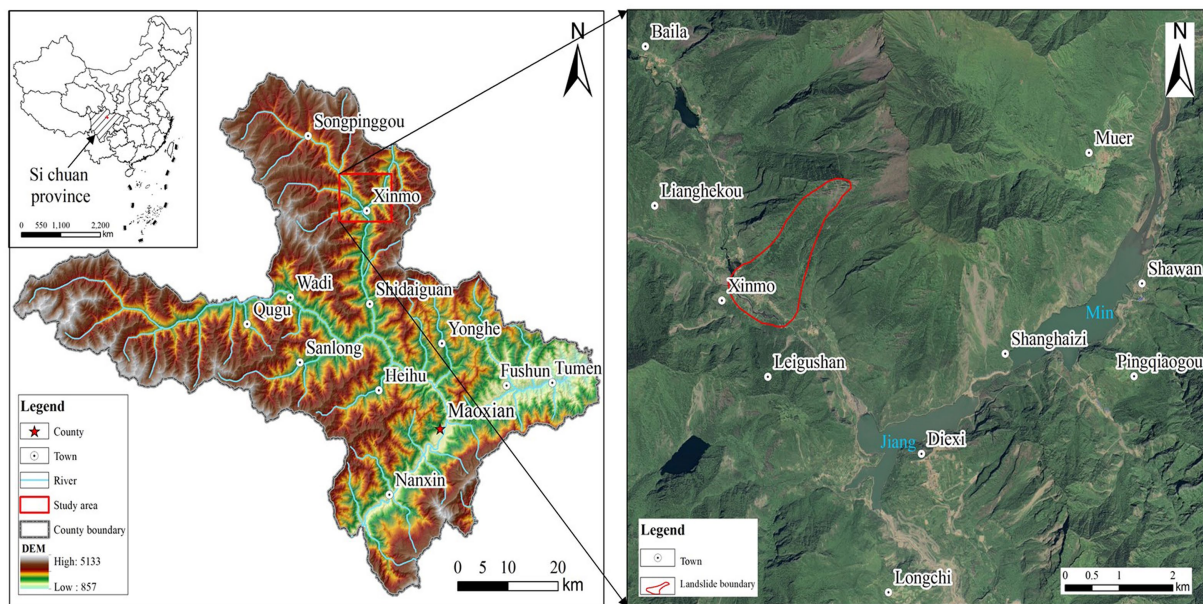 Si chuan
province
0 550 1,100 2,200
km
N
Songpinggou
Xinmo
Wadi
Shidaiguan
Qugu
Yonghe
Sanlong
Heihu
Fushun
Tumen
Maoxian
Nanxin
Legend
County
Town
River
Study area
County boundary
DEM
High: 5133
Low : 857
0 10 20
km
N
Baila
Muer
Lianghekou
Xinmo
Shawan
Min
Shanghaizi
Leigushan
Pingqiaogou
Jiang
Diexi
Longchi
Legend
Town
Landslide boundary
0 0.5 1 2
km